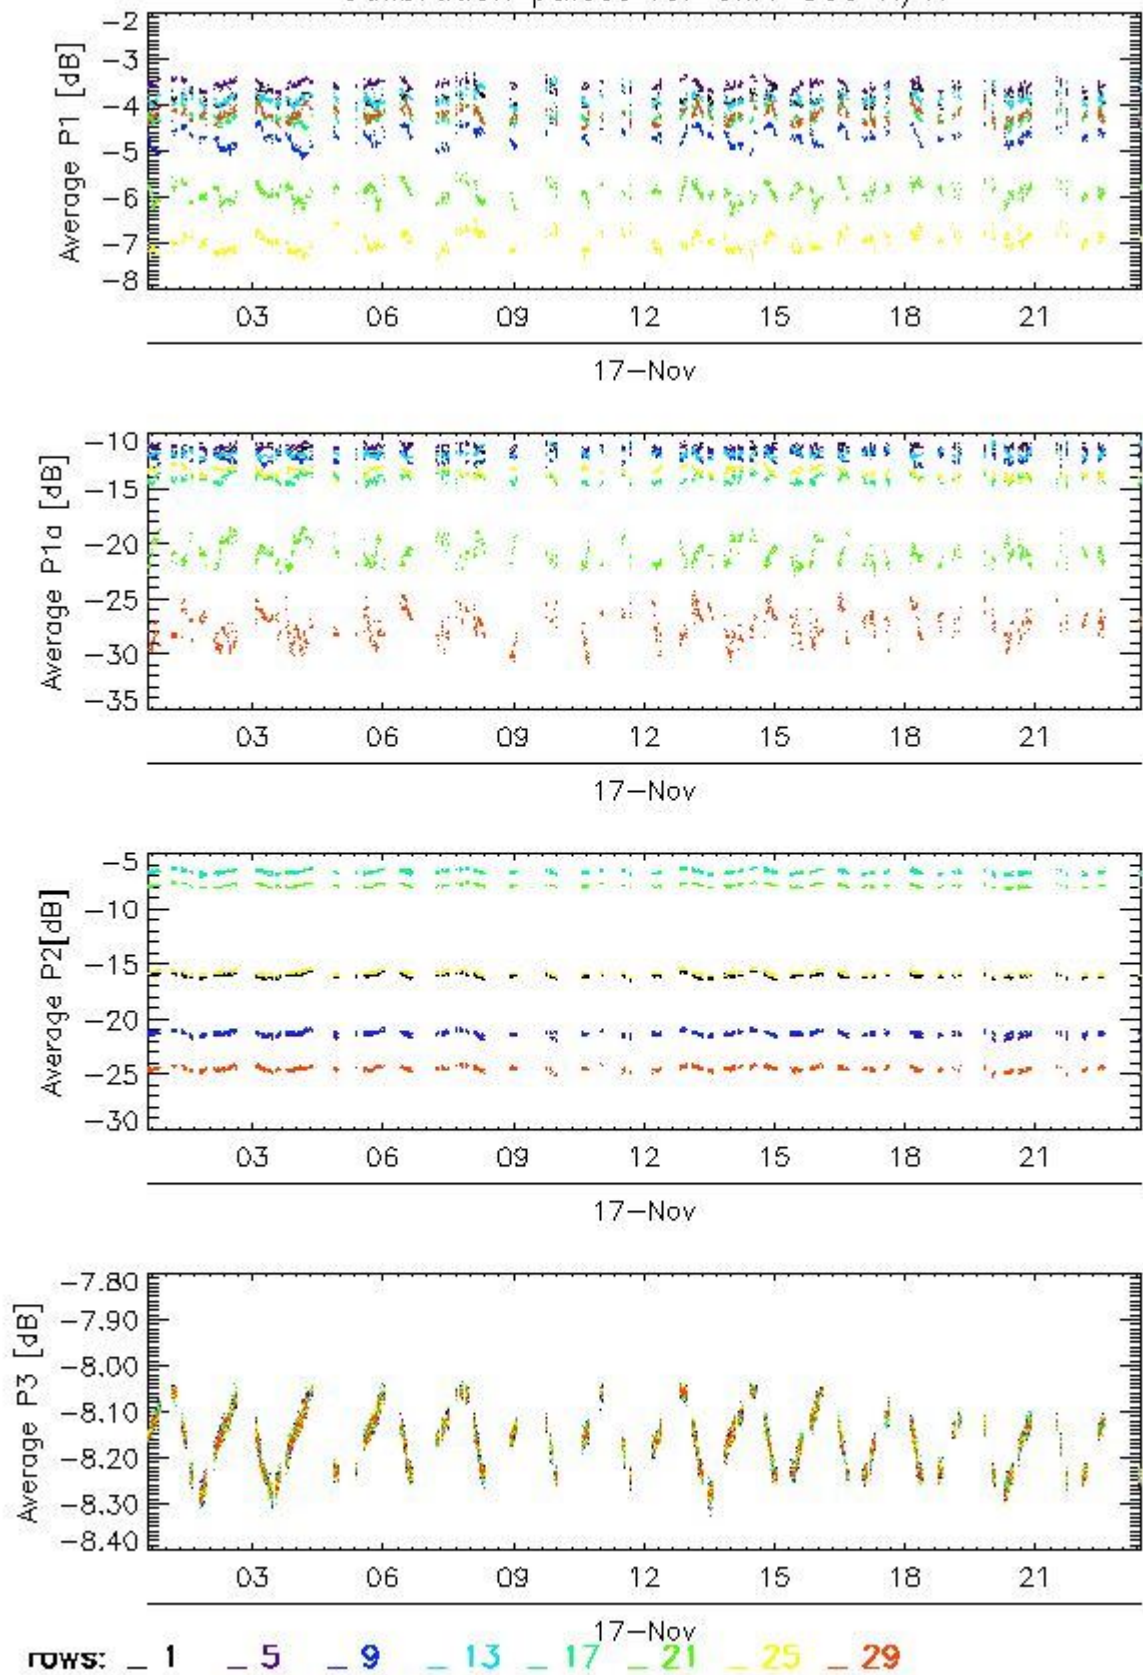 -2
-3
-4
-5
-6
-7
-8
Average P1 [dB]
03 06 09 12 15 18 21
17-Nov
-10
-15
-20
-25
-30
-35
Average P1a [dB]
03 06 09 12 15 18 21
17-Nov
-5
-10
-15
-20
-25
-30
Average P2[dB]
03 06 09 12 15 18 21
17-Nov
-7.80
-7.90
-8.00
-8.10
-8.20
-8.30
-8.40
Average P3 [dB]
03 06 09 12 15 18 21
17-Nov
rows: _ 1 _ 5 _ 9 _ 13 _ 17 _ 21 _ 25 _ 29